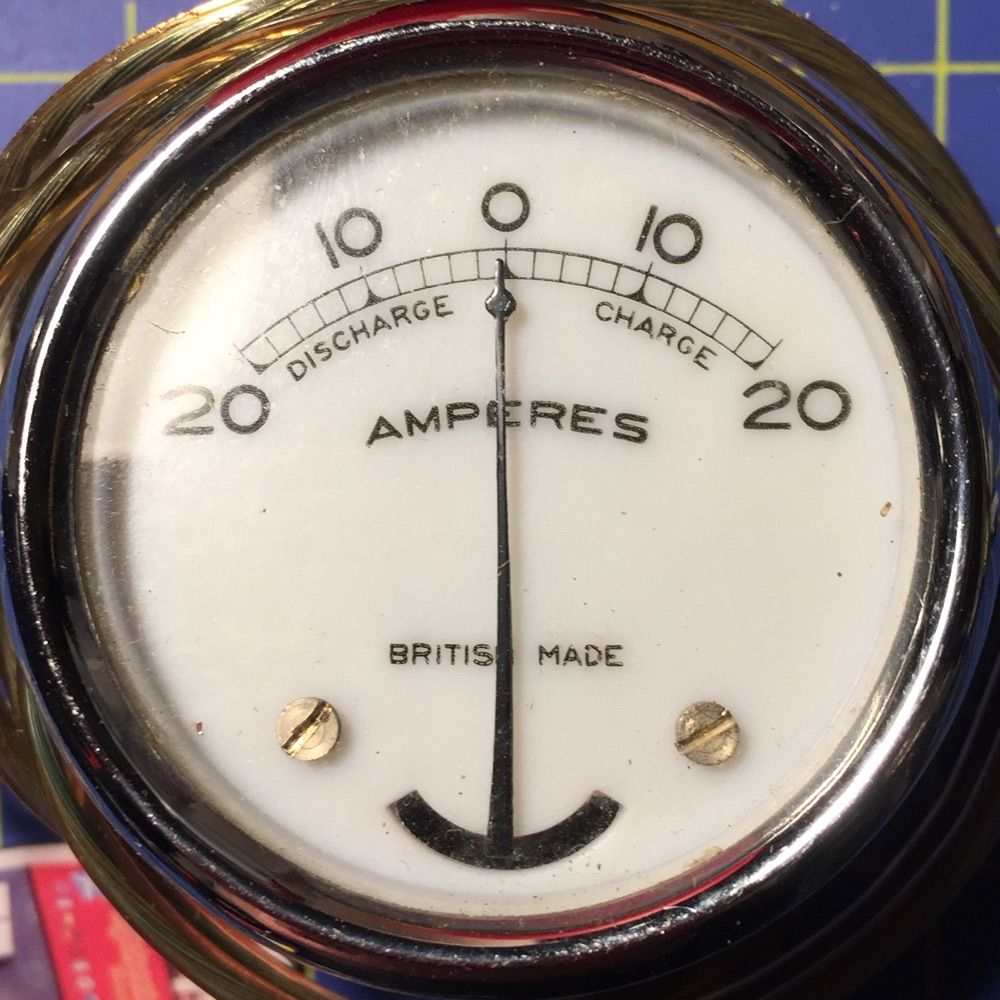 10 0 10
DISCHARGE CHARGE
20 20
AMPERES
BRITISH MADE